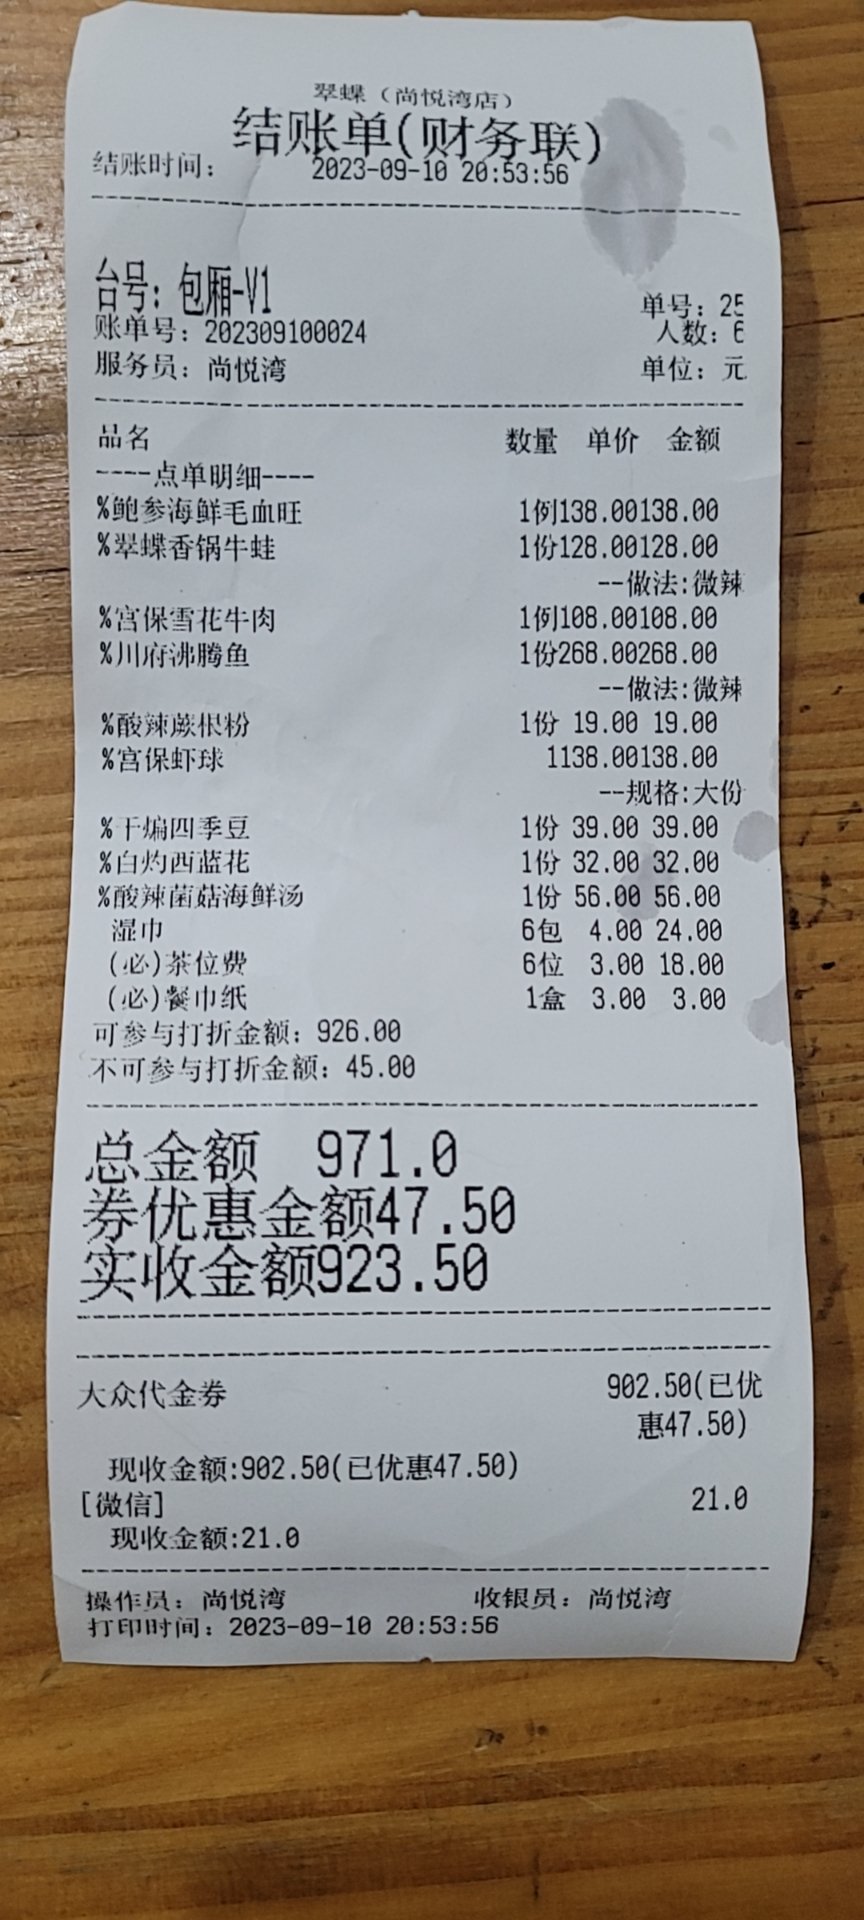 翠蝶（尚悦湾店）
结账单(财务联)
结账时间： 2023-09-10 20:53:56
台号：包厢-V1
单号：25
账单号：202309100024 人数：6
服务员：尚悦湾 单位：元
品名 数量 单价 金额
----点单明细----
%鲍参海鲜毛血旺 1例138.00138.00
%翠蝶香锅牛蛙 1份128.00128.00
--做法:微辣
%宫保雪花牛肉 1例108.00108.00
%川府沸腾鱼 1份268.00268.00
--做法:微辣
%酸辣蕨根粉 1份 19.00 19.00
%宫保虾球 1138.00138.00
--规格:大份
%干煸四季豆 1份 39.00 39.00
%白灼西蓝花 1份 32.00 32.00
%酸辣菌菇海鲜汤 1份 56.00 56.00
湿巾 6包 4.00 24.00
(必)茶位费 6位 3.00 18.00
(必)餐巾纸 1盒 3.00 3.00
可参与打折金额：926.00
不可参与打折金额：45.00
总金额 971.0
券优惠金额47.50
实收金额923.50
大众代金券 902.50(已优
惠47.50)
现收金额:902.50(已优惠47.50)
[微信] 21.0
现收金额:21.0
操作员：尚悦湾 收银员：尚悦湾
打印时间：2023-09-10 20:53:56